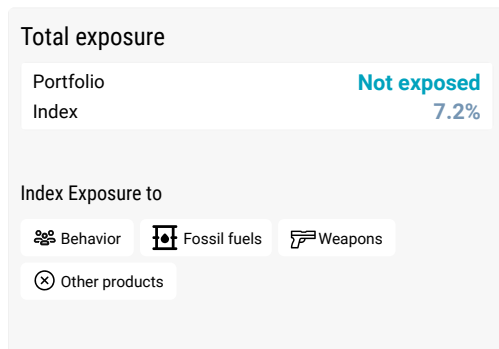 Total exposure
Portfolio Not exposed
Index 7.2%
Index Exposure to
Behavior Fossil fuels Weapons
Other products